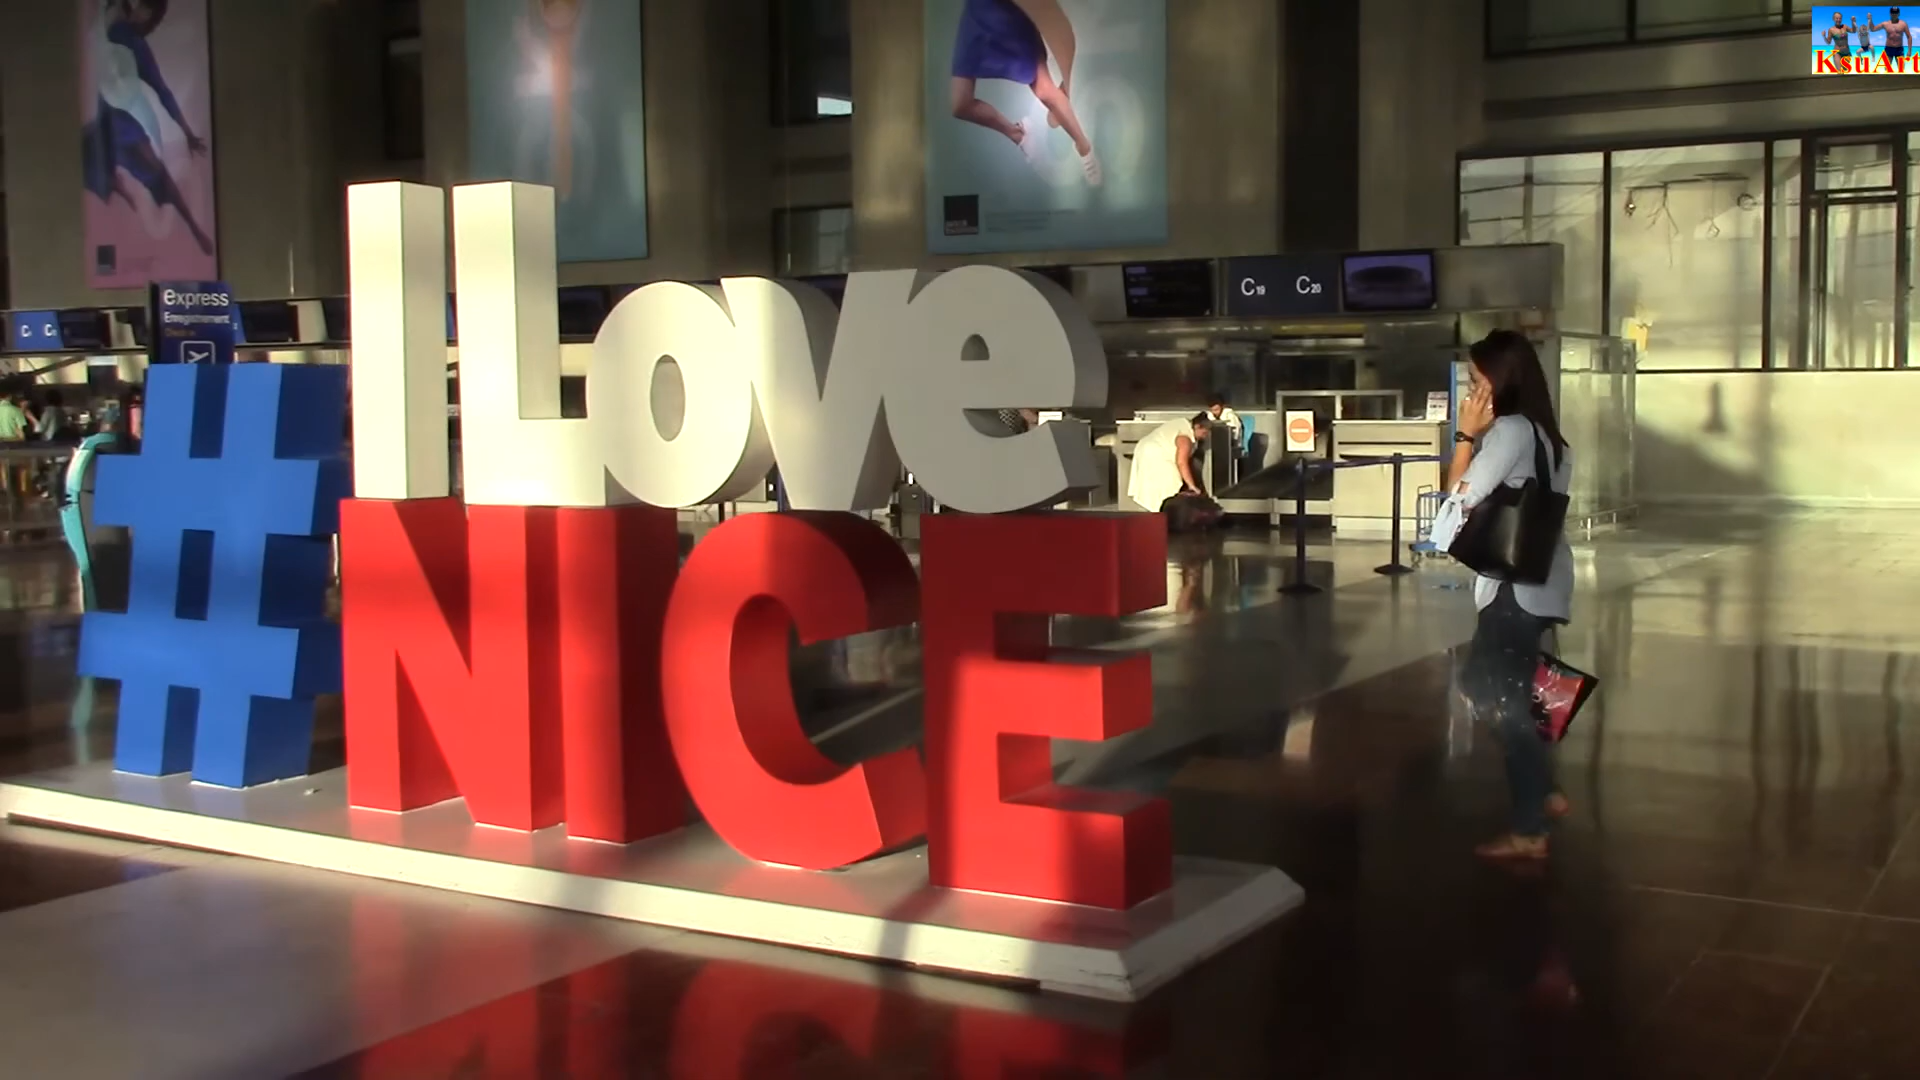 KsuArt
express
Enregistrement
C19 C20
#
I Love
NICE